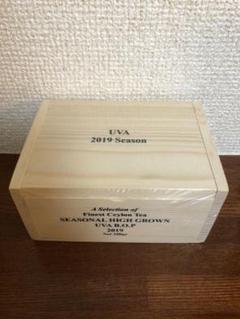 UVA
2019 Season
A Selection of
Finest Ceylon Tea
SEASONAL HIGH GROWN
UVA B.O.P
2019